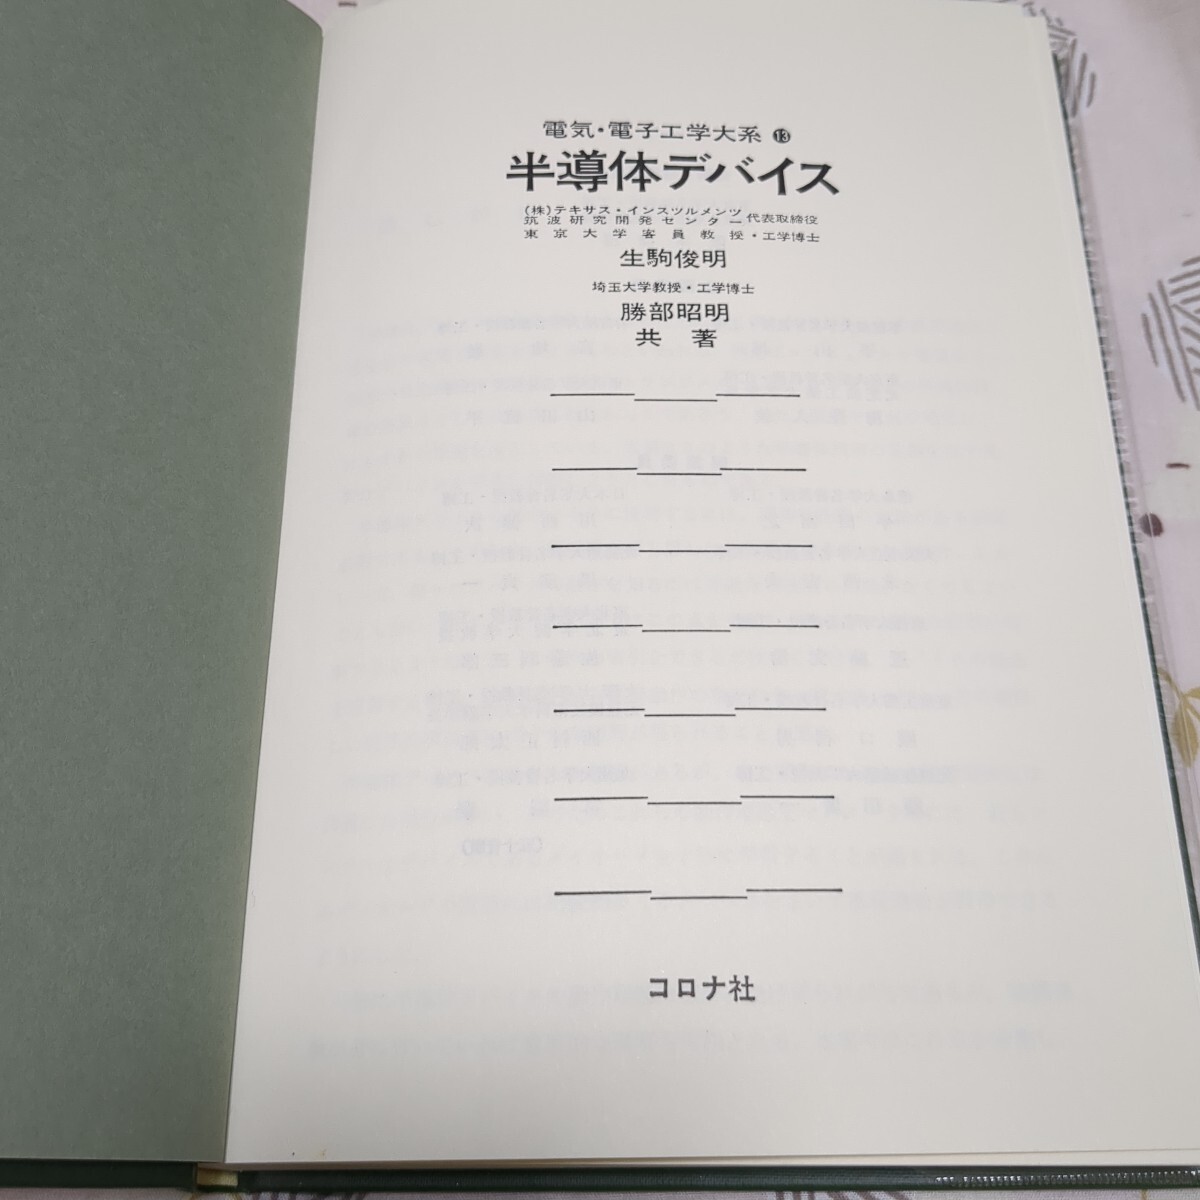 電気・電子工学大系 ⓭
半導体デバイス
(株)テキサス・インスツルメンツ
筑波研究開発センター 代表取締役
東京大学客員教授・工学博士
生駒俊明
埼玉大学教授・工学博士
勝部昭明
共著
コロナ社